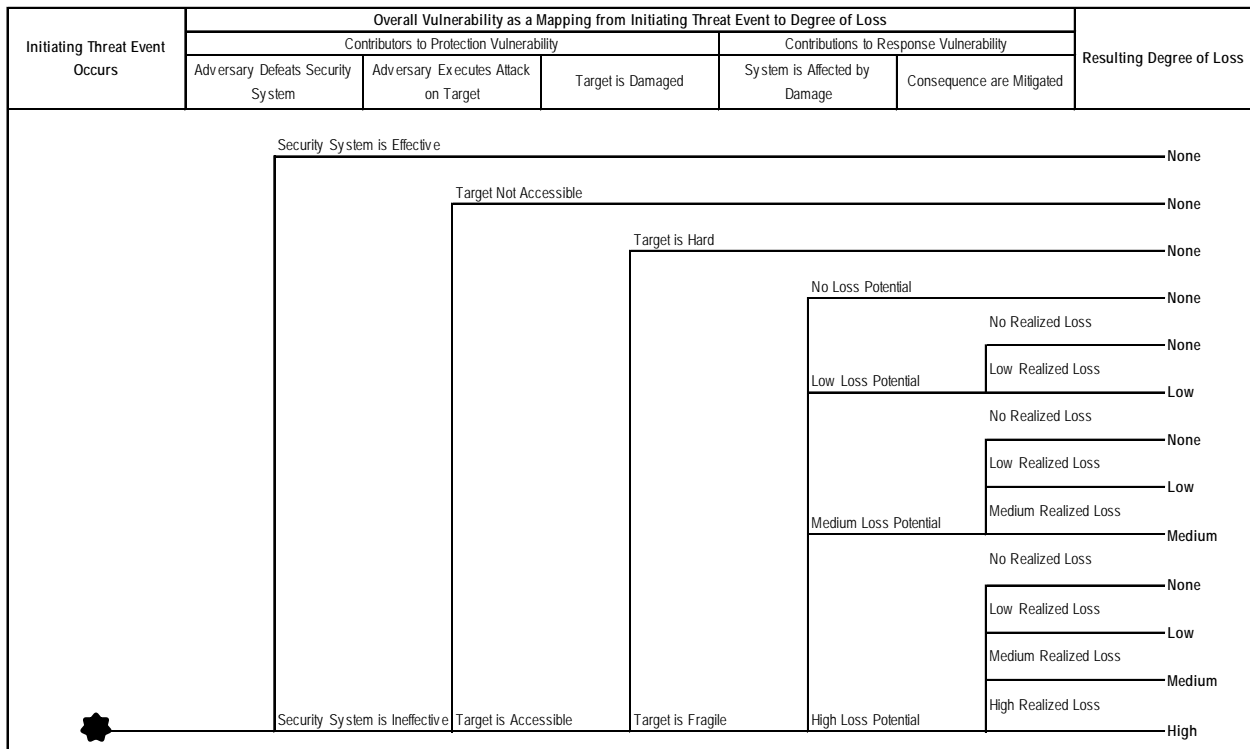 Overall Vulnerability as a Mapping from Initiating Threat Event to Degree of Loss
Initiating Threat Event
Occurs
Contributors to Protection Vulnerability
Contributions to Response Vulnerability
Resulting Degree of Loss
Adversary Defeats Security
System
Adversary Executes Attack
on Target
Target is Damaged
System is Affected by
Damage
Consequence are Mitigated
Security System is Effective
None
Target Not Accessible
None
Target is Hard
None
No Loss Potential
None
No Realized Loss
None
Low Realized Loss
Low Loss Potential
Low
No Realized Loss
None
Low Realized Loss
Low
Medium Realized Loss
Medium Loss Potential
Medium
No Realized Loss
None
Low Realized Loss
Low
Medium Realized Loss
Medium
High Realized Loss
Security System is Ineffective
Target is Accessible
Target is Fragile
High Loss Potential
High